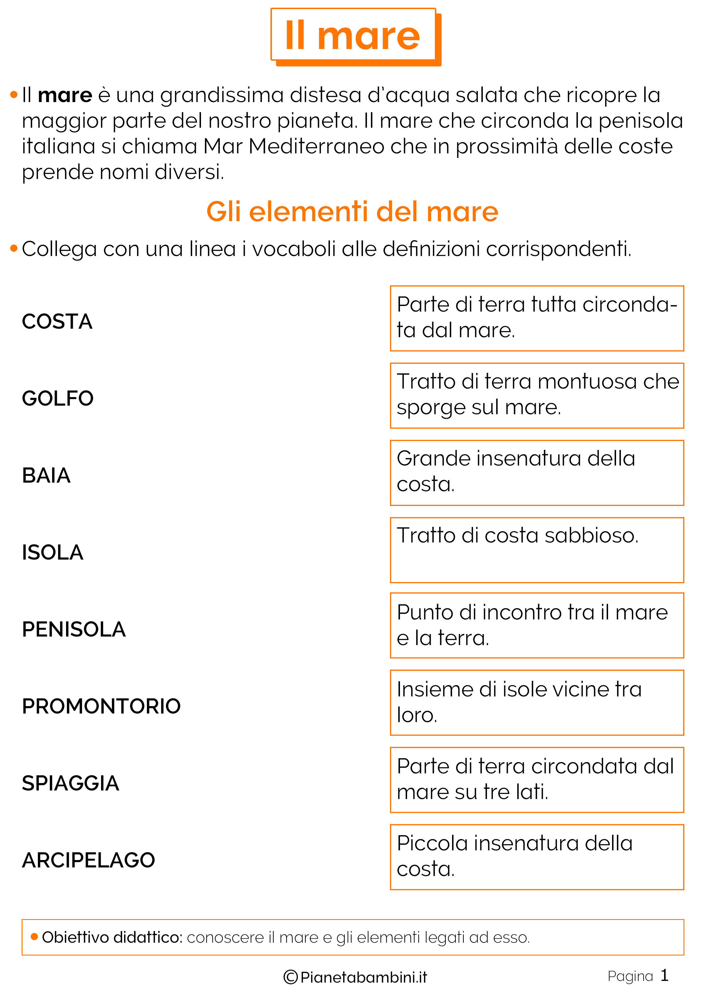 Il mare
• Il mare è una grandissima distesa d'acqua salata che ricopre la
maggior parte del nostro pianeta. Il mare che circonda la penisola
italiana si chiama Mar Mediterraneo che in prossimità delle coste
prende nomi diversi.
Gli elementi del mare
• Collega con una linea i vocaboli alle definizioni corrispondenti.
COSTA
Parte di terra tutta circonda-
ta dal mare.
GOLFO
Tratto di terra montuosa che
sporge sul mare.
BAIA
Grande insenatura della
costa.
ISOLA
Tratto di costa sabbioso.
PENISOLA
Punto di incontro tra il mare
e la terra.
PROMONTORIO
Insieme di isole vicine tra
loro.
SPIAGGIA
Parte di terra circondata dal
mare su tre lati.
ARCIPELAGO
Piccola insenatura della
costa.
• Obiettivo didattico: conoscere il mare e gli elementi legati ad esso.
©Pianetabambini.it
Pagina 1